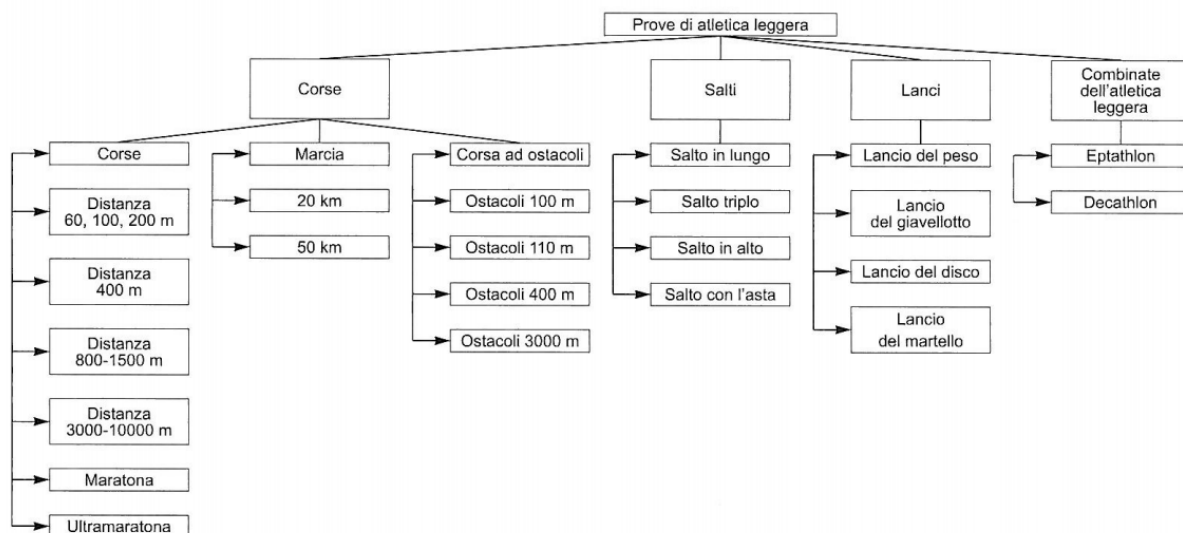 Prove di atletica leggera
Corse
Salti
Lanci
Combinate
dell'atletica
leggera
Corse
Distanza
60, 100, 200 m
Distanza
400 m
Distanza
800-1500 m
Distanza
3000-10000 m
Maratona
Ultramaratona
Marcia
20 km
50 km
Corsa ad ostacoli
Ostacoli 100 m
Ostacoli 110 m
Ostacoli 400 m
Ostacoli 3000 m
Salto in lungo
Salto triplo
Salto in alto
Salto con l'asta
Lancio del peso
Lancio
del giavellotto
Lancio del disco
Lancio
del martello
Eptathlon
Decathlon